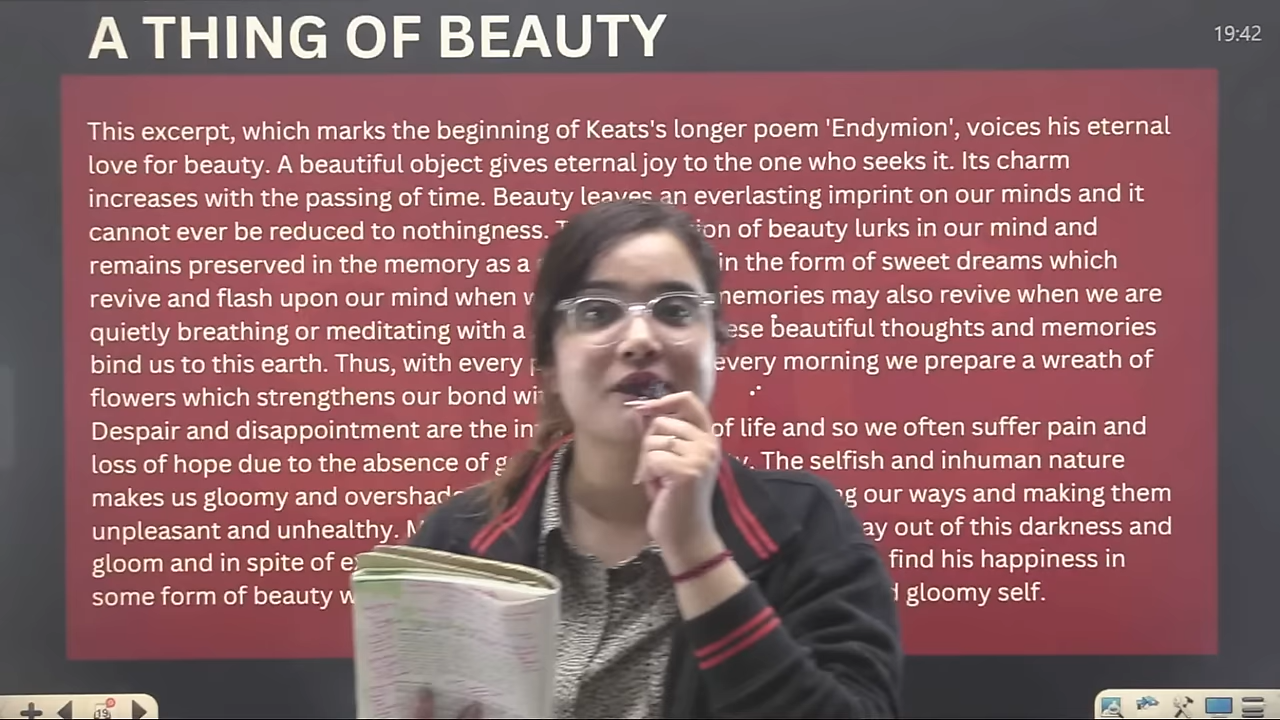 A THING OF BEAUTY
19:42
This excerpt, which marks the beginning of Keats's longer poem 'Endymion', voices his eternal
love for beauty. A beautiful object gives eternal joy to the one who seeks it. Its charm
increases with the passing of time. Beauty leaves an everlasting imprint on our minds and it
cannot ever be reduced to nothingness. of beauty lurks in our mind and
remains preserved in the memory as a in the form of sweet dreams which
revive and flash upon our mind when memories may also revive when we are
quietly breathing or meditating with a beautiful thoughts and memories
bind us to this earth. Thus, with every every morning we prepare a wreath of
flowers which strengthens our bond
Despair and disappointment are the of life and so we often suffer pain and
loss of hope due to the absence of The selfish and inhuman nature
makes us gloomy and our ways and making them
unpleasant and unhealthy. out of this darkness and
gloom and in spite of find his happiness in
some form of beauty gloomy self.
19